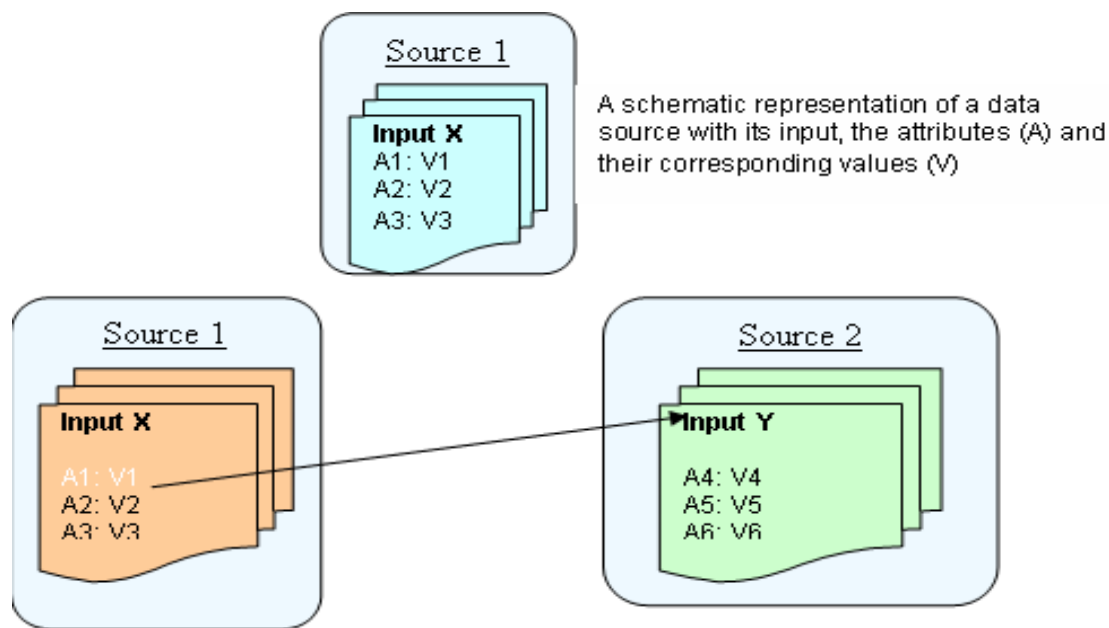 Source 1
Input X
A1: V1
A2: V2
A3: V3
A schematic representation of a data
source with its input, the attributes (A) and
their corresponding values (V)
Source 1
Input X
A1: V1
A2: V2
A3: V3
Source 2
Input Y
A4: V4
A5: V5
A6: V6